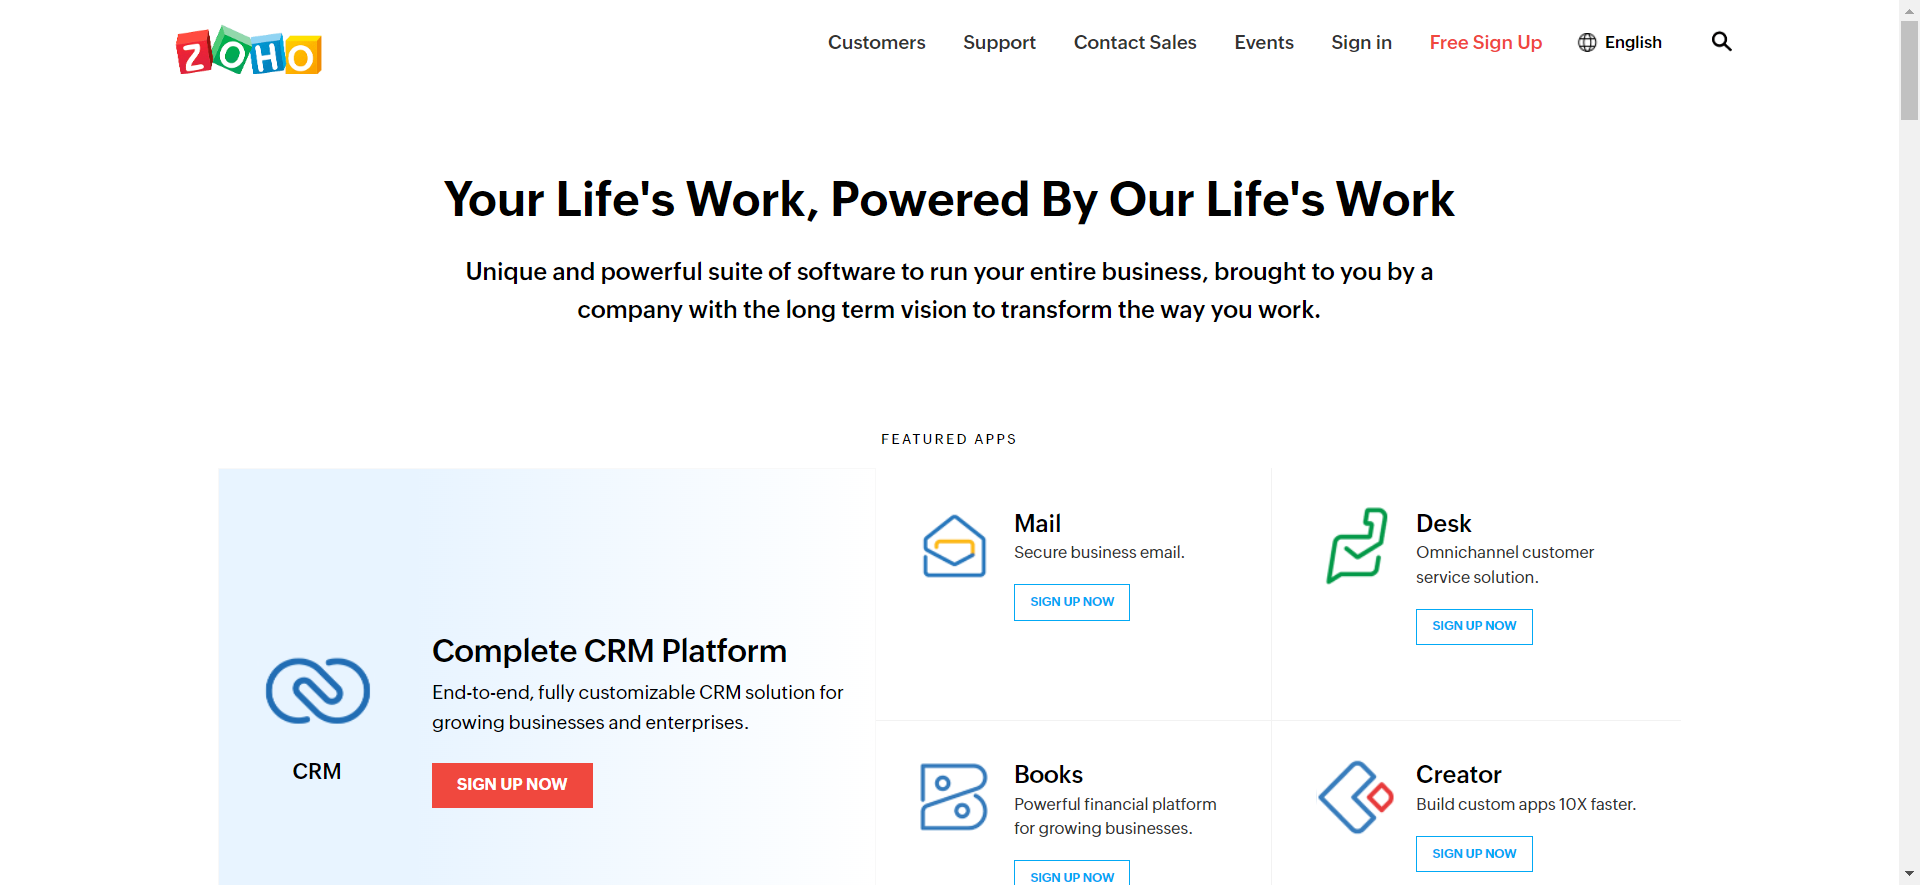 ZOHO
Customers
Support
Contact Sales
Events
Sign in
Free Sign Up
English
Your Life's Work, Powered By Our Life's Work
Unique and powerful suite of software to run your entire business, brought to you by a
company with the long term vision to transform the way you work.
FEATURED APPS
CRM
Complete CRM Platform
End-to-end, fully customizable CRM solution for
growing businesses and enterprises.
SIGN UP NOW
Mail
Secure business email.
SIGN UP NOW
Desk
Omnichannel customer
service solution.
SIGN UP NOW
Books
Powerful financial platform
for growing businesses.
SIGN UP NOW
Creator
Build custom apps 10X faster.
SIGN UP NOW